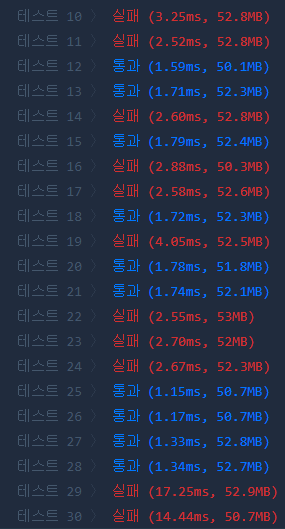 테스트 10 〉 실패 (3.25ms, 52.8MB)
테스트 11 〉 실패 (2.52ms, 52.8MB)
테스트 12 〉 통과 (1.59ms, 50.1MB)
테스트 13 〉 통과 (1.71ms, 52.3MB)
테스트 14 〉 실패 (2.60ms, 52.8MB)
테스트 15 〉 통과 (1.79ms, 52.4MB)
테스트 16 〉 실패 (2.88ms, 50.3MB)
테스트 17 〉 실패 (2.58ms, 52.6MB)
테스트 18 〉 통과 (1.72ms, 52.3MB)
테스트 19 〉 실패 (4.05ms, 52.5MB)
테스트 20 〉 통과 (1.78ms, 51.8MB)
테스트 21 〉 통과 (1.74ms, 52.1MB)
테스트 22 〉 실패 (2.55ms, 53MB)
테스트 23 〉 실패 (2.70ms, 52MB)
테스트 24 〉 실패 (2.67ms, 52.3MB)
테스트 25 〉 통과 (1.15ms, 50.7MB)
테스트 26 〉 통과 (1.17ms, 50.7MB)
테스트 27 〉 통과 (1.33ms, 52.8MB)
테스트 28 〉 통과 (1.34ms, 52.7MB)
테스트 29 〉 실패 (17.25ms, 52.9MB)
테스트 30 〉 실패 (14.44ms, 50.7MB)